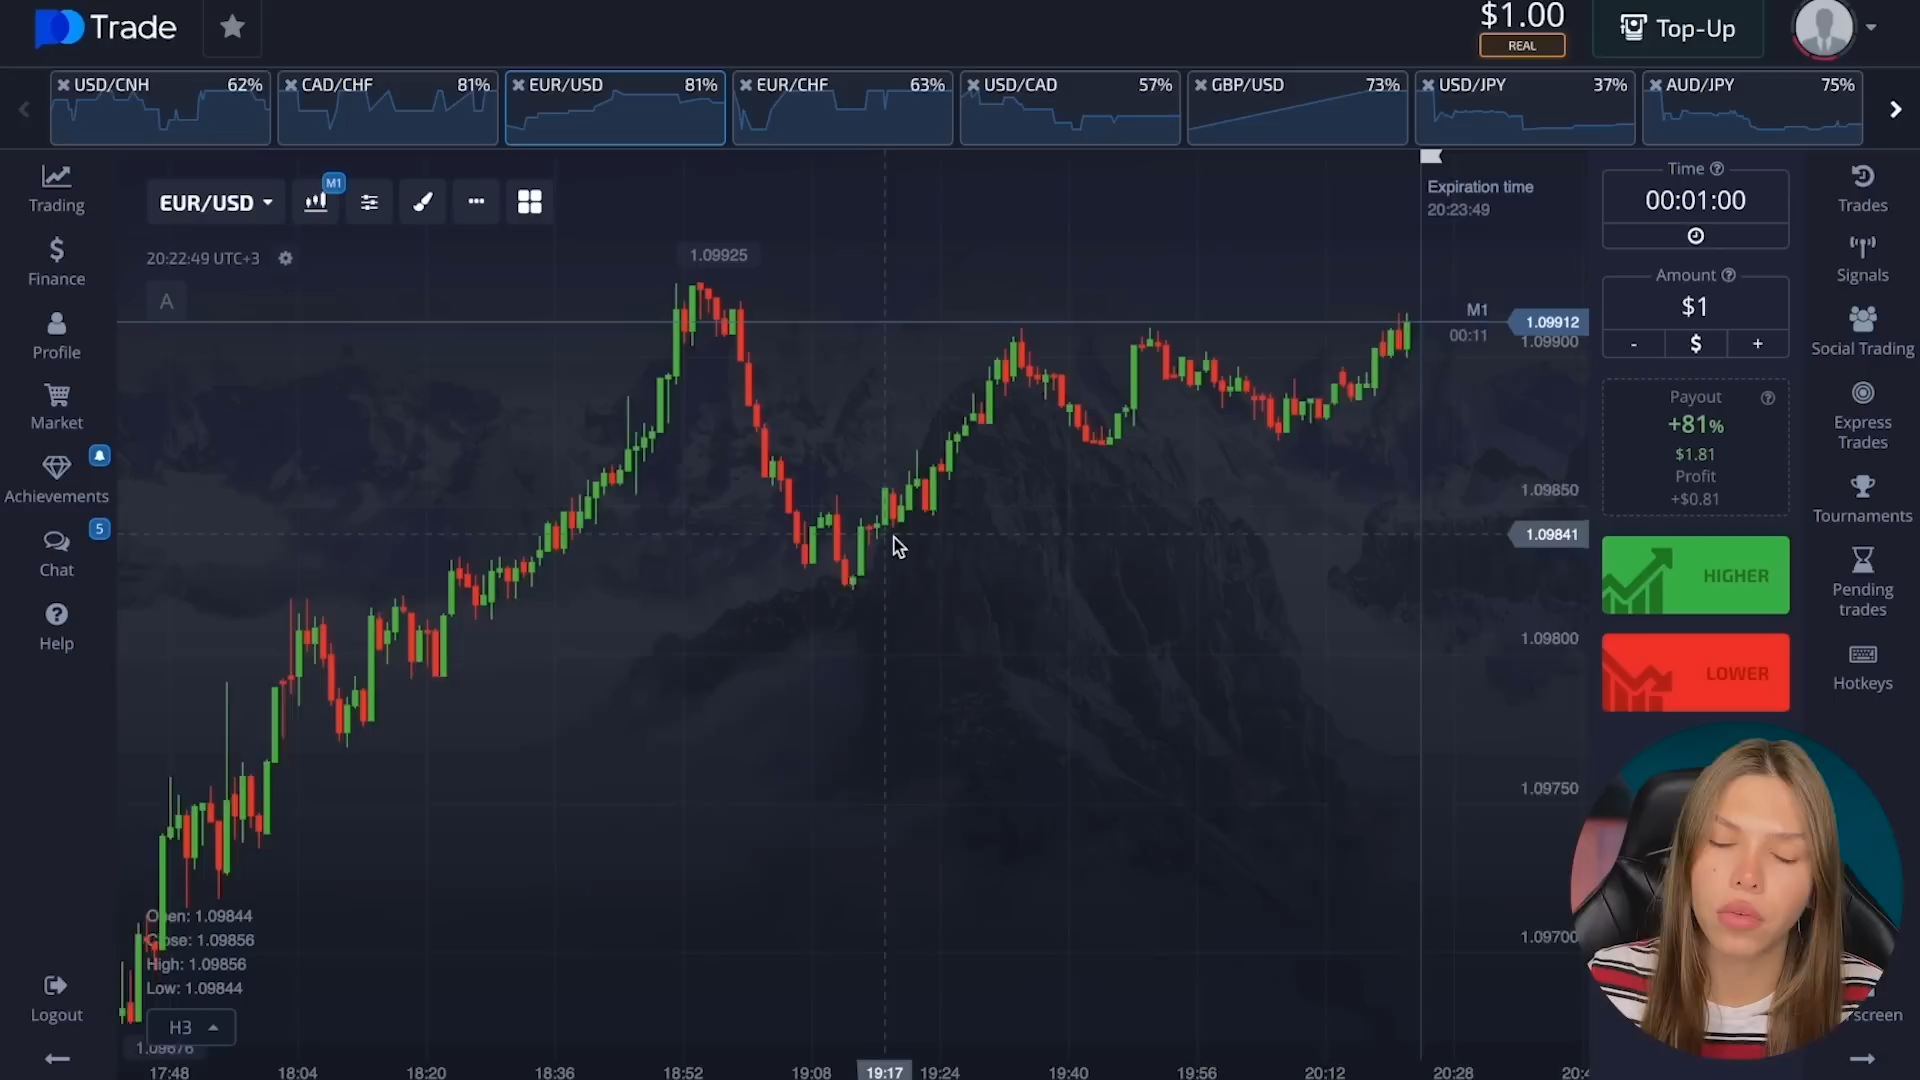 Trade
$1.00
REAL
Top-Up
USD/CNH 62%
CAD/CHF 81%
EUR/USD 81%
EUR/CHF 63%
USD/CAD 57%
GBP/USD 73%
USD/JPY 37%
AUD/JPY 75%
Trading
Finance
Profile
Market
Achievements
5
Chat
Help
Logout
EUR/USD
M1
20:22:49 UTC+3
A
1.09925
Expiration time
20:23:49
M1
00:11
1.09912
1.09900
1.09850
1.09841
1.09800
1.09750
1.09700
Open: 1.09844
Close: 1.09856
High: 1.09856
Low: 1.09844
H3
17:48
18:04
18:20
18:36
18:52
19:08
19:17
19:24
19:40
19:56
20:12
20:28
Time
00:01:00
Amount
$1
- $ +
Payout
+81%
$1.81
Profit
+$0.81
HIGHER
LOWER
Trades
Signals
Social Trading
Express
Trades
Tournaments
Pending
trades
Hotkeys
screen